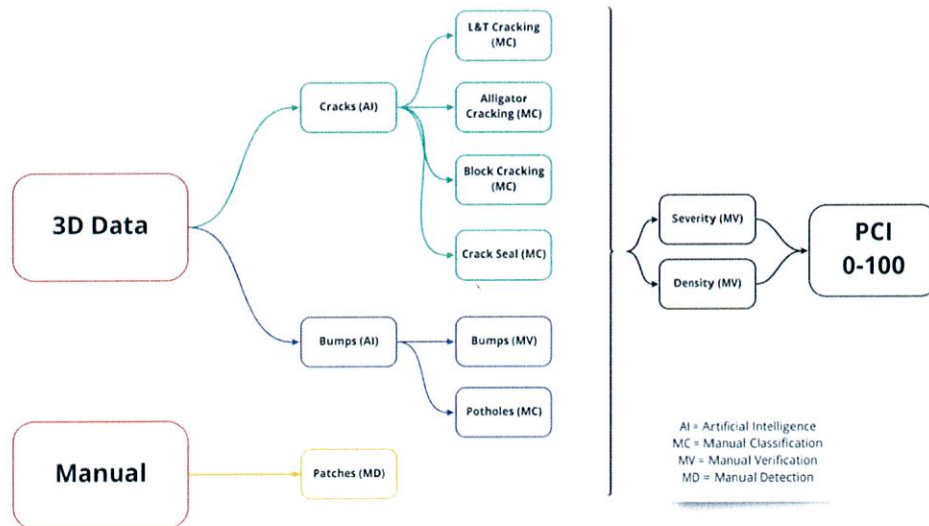 L&T Cracking
(MC)
Cracks (AI)
Alligator
Cracking (MC)
Block Cracking
(MC)
3D Data
Severity (MV)
PCI
0-100
Crack Seal (MC)
Density (MV)
Bumps (AI)
Bumps (MV)
Potholes (MC)
AI = Artificial Intelligence
MC = Manual Classification
MV = Manual Verification
MD = Manual Detection
Manual
Patches (MD)